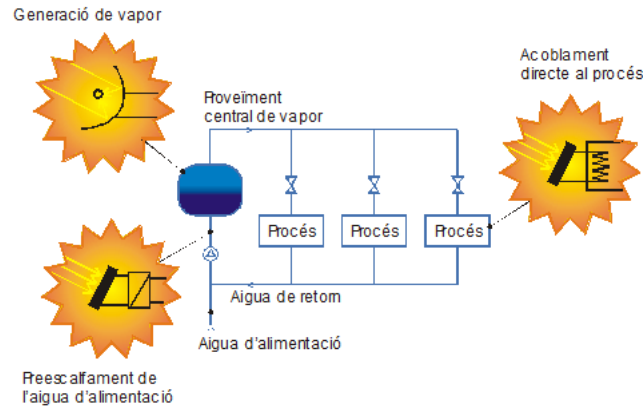 Generació de vapor
Acoblament
directe al procés
Proveïment
central de vapor
Procés
Procés
Procés
Aigua de retorn
Aigua d'alimentació
Preescalfament de
l'aigua d'alimentació